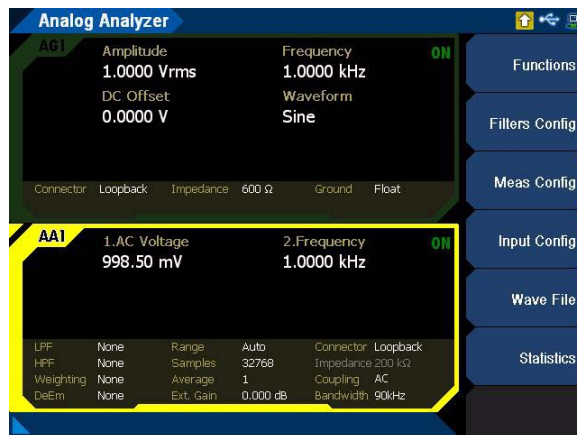 Analog Analyzer
AG1
Amplitude Frequency ON
1.0000 Vrms 1.0000 kHz
DC Offset Waveform
0.0000 V Sine
Connector Loopback Impedance 600 Ω Ground Float
AA1
1.AC Voltage 2.Frequency ON
998.50 mV 1.0000 kHz
LPF None Range Auto Connector Loopback
HPF None Samples 32768 Impedance 200 kΩ
Weighting None Average 1 Coupling AC
DeEm None Ext. Gain 0.000 dB Bandwidth 90kHz
Functions
Filters Config
Meas Config
Input Config
Wave File
Statistics